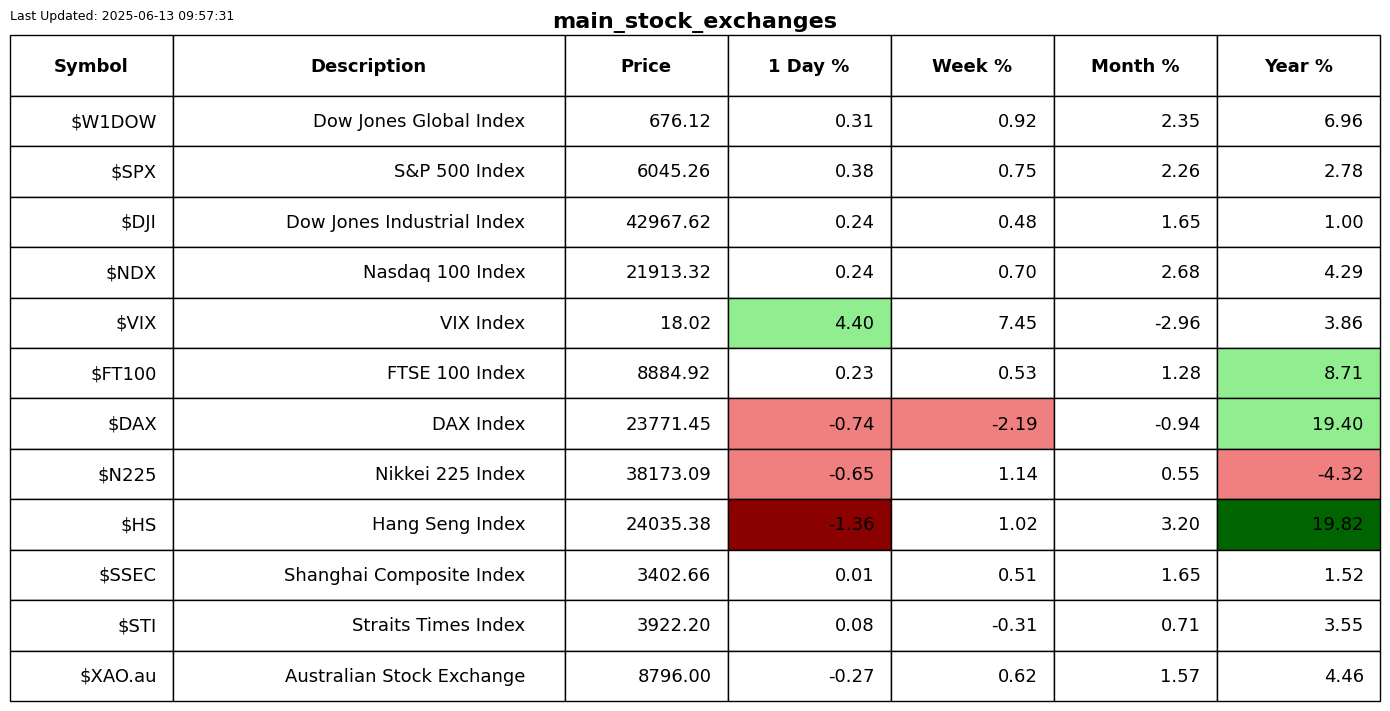 Last Updated: 2025-06-13 09:57:31
main_stock_exchanges
Symbol Description Price 1 Day % Week % Month % Year %
$W1DOW Dow Jones Global Index 676.12 0.31 0.92 2.35 6.96
$SPX S&P 500 Index 6045.26 0.38 0.75 2.26 2.78
$DJI Dow Jones Industrial Index 42967.62 0.24 0.48 1.65 1.00
$NDX Nasdaq 100 Index 21913.32 0.24 0.70 2.68 4.29
$VIX VIX Index 18.02 4.40 7.45 -2.96 3.86
$FT100 FTSE 100 Index 8884.92 0.23 0.53 1.28 8.71
$DAX DAX Index 23771.45 -0.74 -2.19 -0.94 19.40
$N225 Nikkei 225 Index 38173.09 -0.65 1.14 0.55 -4.32
$HS Hang Seng Index 24035.38 -1.36 1.02 3.20 19.82
$SSEC Shanghai Composite Index 3402.66 0.01 0.51 1.65 1.52
$STI Straits Times Index 3922.20 0.08 -0.31 0.71 3.55
$XAO.au Australian Stock Exchange 8796.00 -0.27 0.62 1.57 4.46